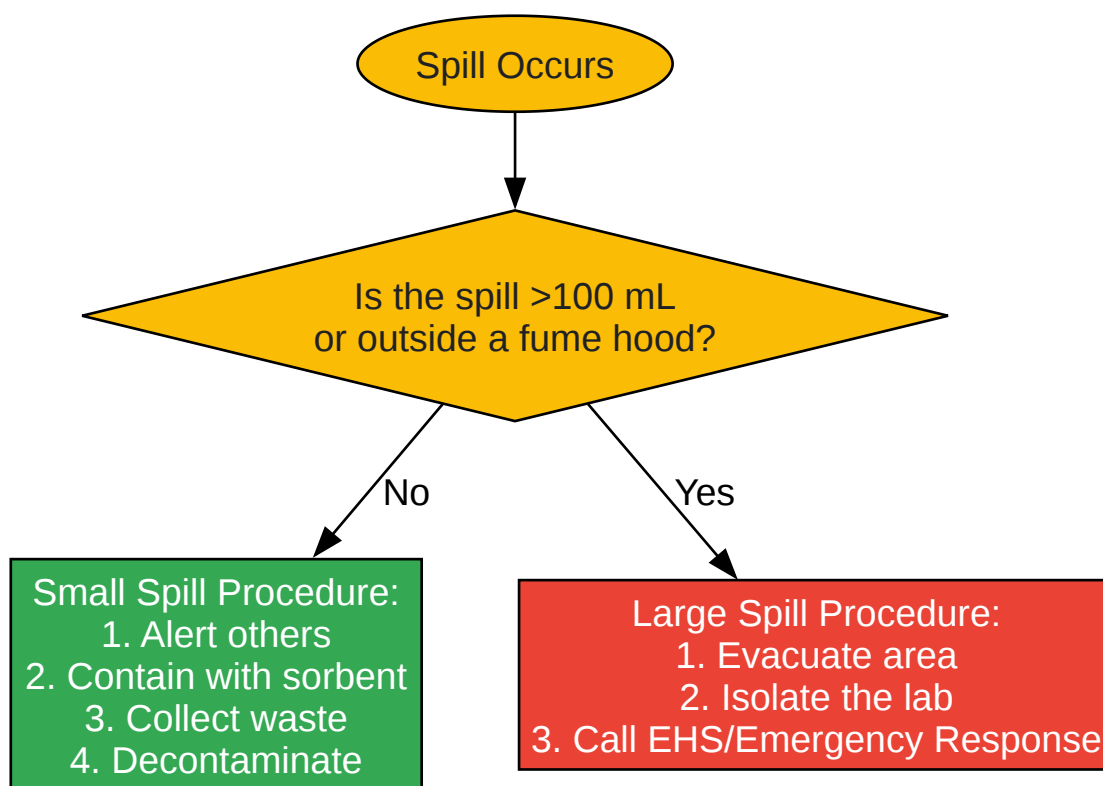 Spill Occurs
Is the spill >100 mL
or outside a fume hood?
No
Yes
Small Spill Procedure:
1. Alert others
2. Contain with sorbent
3. Collect waste
4. Decontaminate
Large Spill Procedure:
1. Evacuate area
2. Isolate the lab
3. Call EHS/Emergency Response